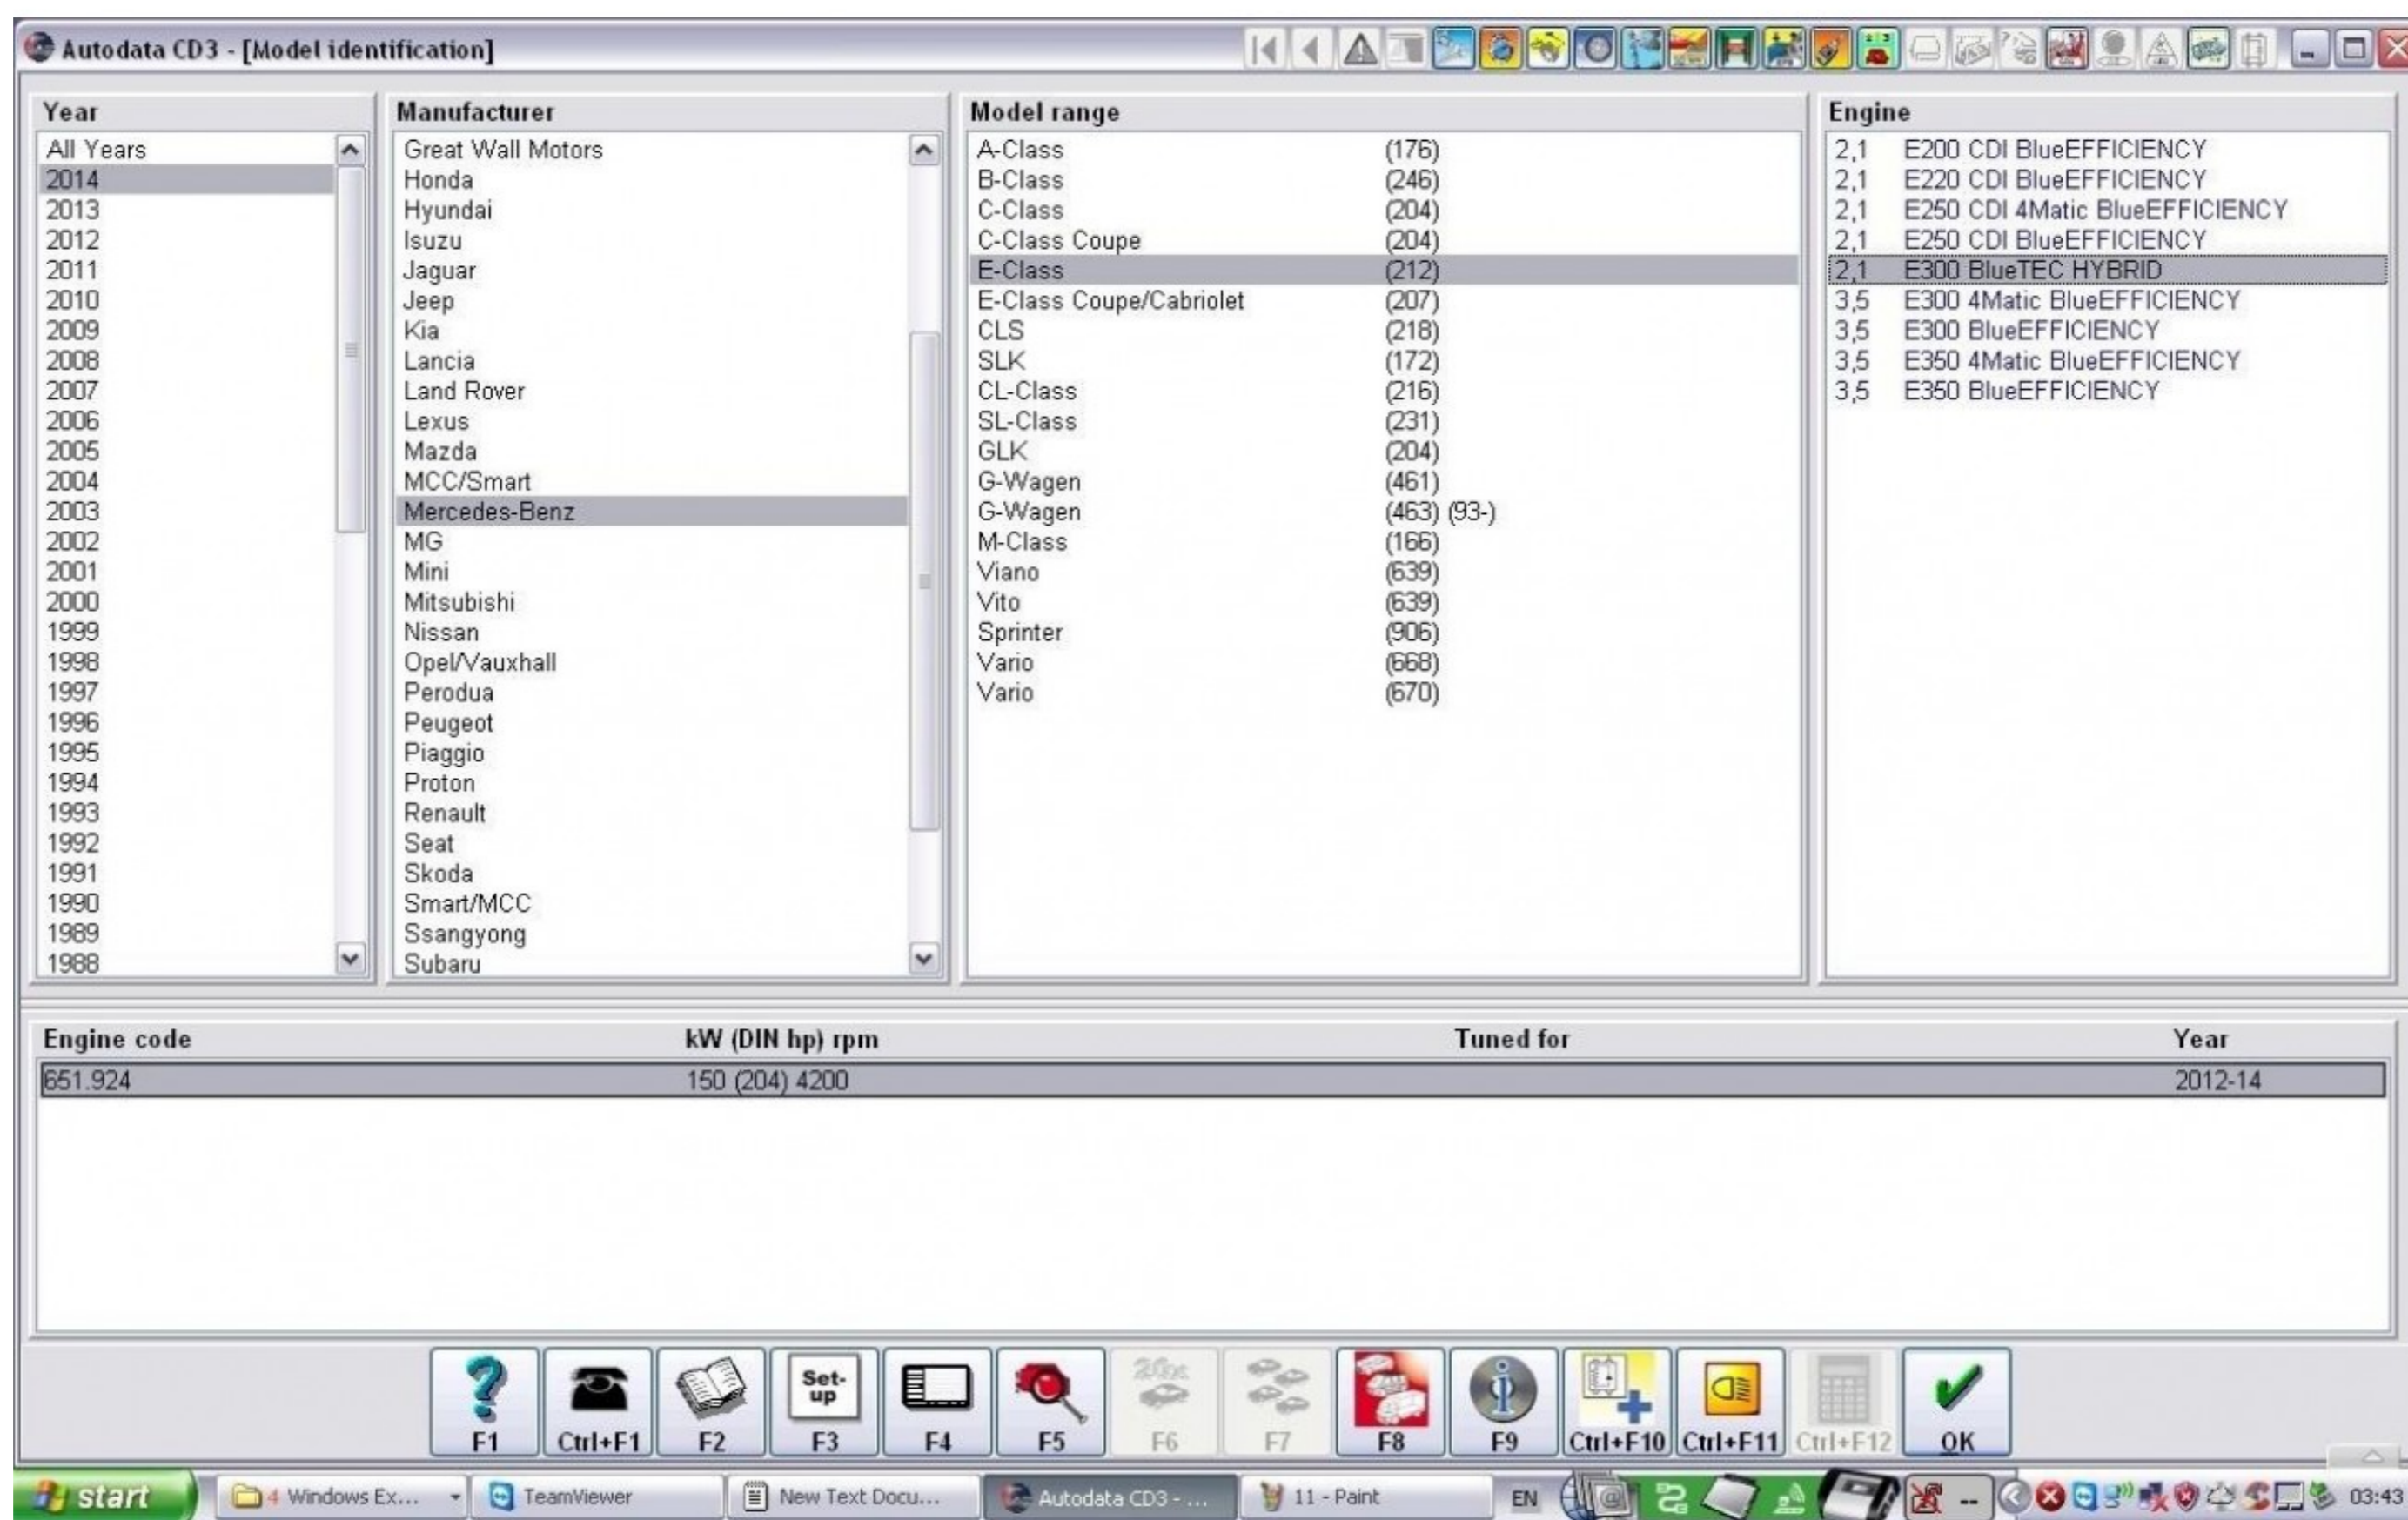 Autodata CD3 - [Model identification]
Year
All Years
2014
2013
2012
2011
2010
2009
2008
2007
2006
2005
2004
2003
2002
2001
2000
1999
1998
1997
1996
1995
1994
1993
1992
1991
1990
1989
1988
Manufacturer
Great Wall Motors
Honda
Hyundai
Isuzu
Jaguar
Jeep
Kia
Lancia
Land Rover
Lexus
Mazda
MCC/Smart
Mercedes-Benz
MG
Mini
Mitsubishi
Nissan
Opel/Vauxhall
Perodua
Peugeot
Piaggio
Proton
Renault
Seat
Skoda
Smart/MCC
Ssangyong
Subaru
Model range
A-Class (176)
B-Class (246)
C-Class (204)
C-Class Coupe (204)
E-Class (212)
E-Class Coupe/Cabriolet (207)
CLS (218)
SLK (172)
CL-Class (216)
SL-Class (231)
GLK (204)
G-Wagen (461)
G-Wagen (463) (93-)
M-Class (166)
Viano (639)
Vito (639)
Sprinter (906)
Vario (668)
Vario (670)
Engine
2,1 E200 CDI BlueEFFICIENCY
2,1 E220 CDI BlueEFFICIENCY
2,1 E250 CDI 4Matic BlueEFFICIENCY
2,1 E250 CDI BlueEFFICIENCY
2,1 E300 BlueTEC HYBRID
3,5 E300 4Matic BlueEFFICIENCY
3,5 E300 BlueEFFICIENCY
3,5 E350 4Matic BlueEFFICIENCY
3,5 E350 BlueEFFICIENCY
Engine code kW (DIN hp) rpm Tuned for Year
651.924 150 (204) 4200 2012-14
Set-
up
F1 Ctrl+F1 F2 F3 F4 F5 F6 F7 F8 F9 Ctrl+F10 Ctrl+F11 Ctrl+F12 OK
start 4 Windows Ex... TeamViewer New Text Docu... Autodata CD3 - ... 11 - Paint EN -- 03:43